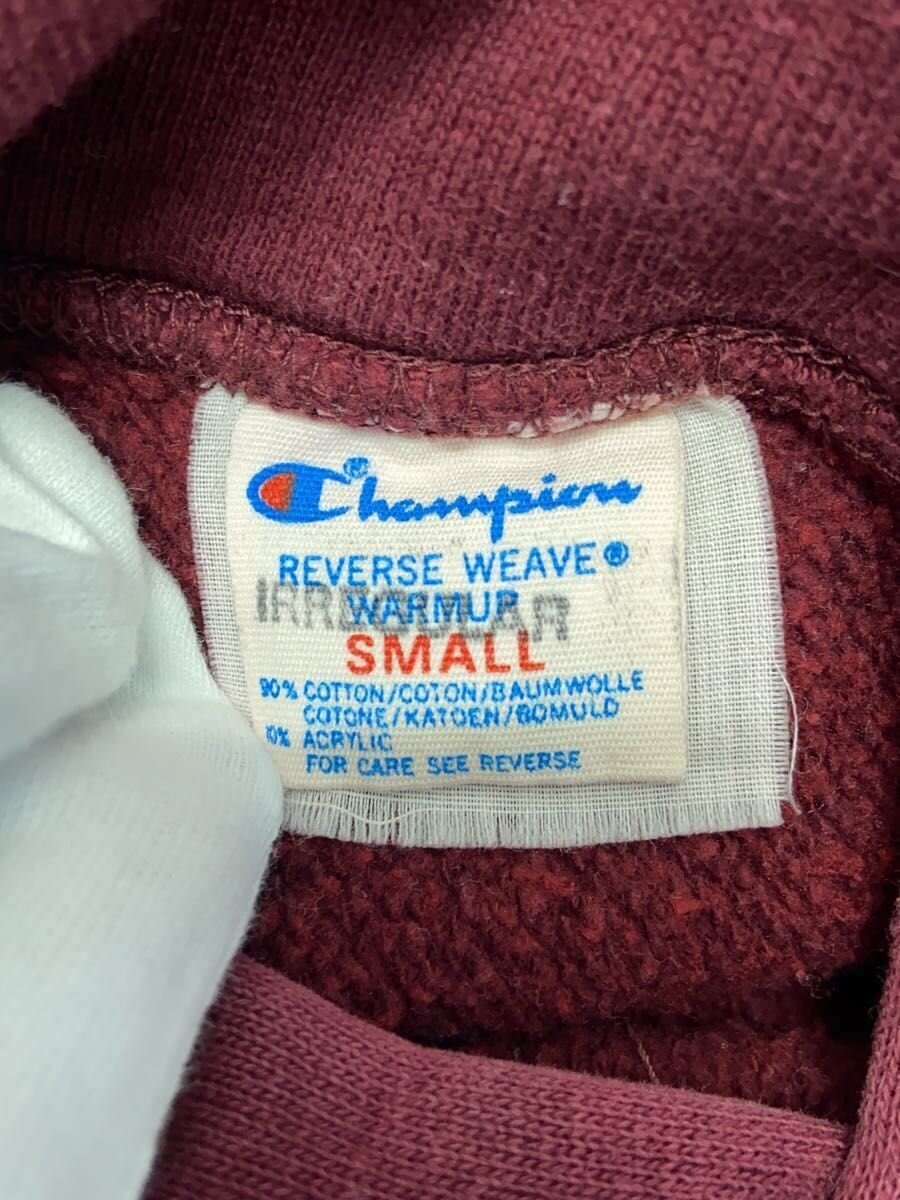 Champion®
REVERSE WEAVE®
WARMUP
IRREGULAR
SMALL
90% COTTON/COTON/BAUMWOLLE
COTONE/KATOEN/BOMULD
10% ACRYLIC
FOR CARE SEE REVERSE